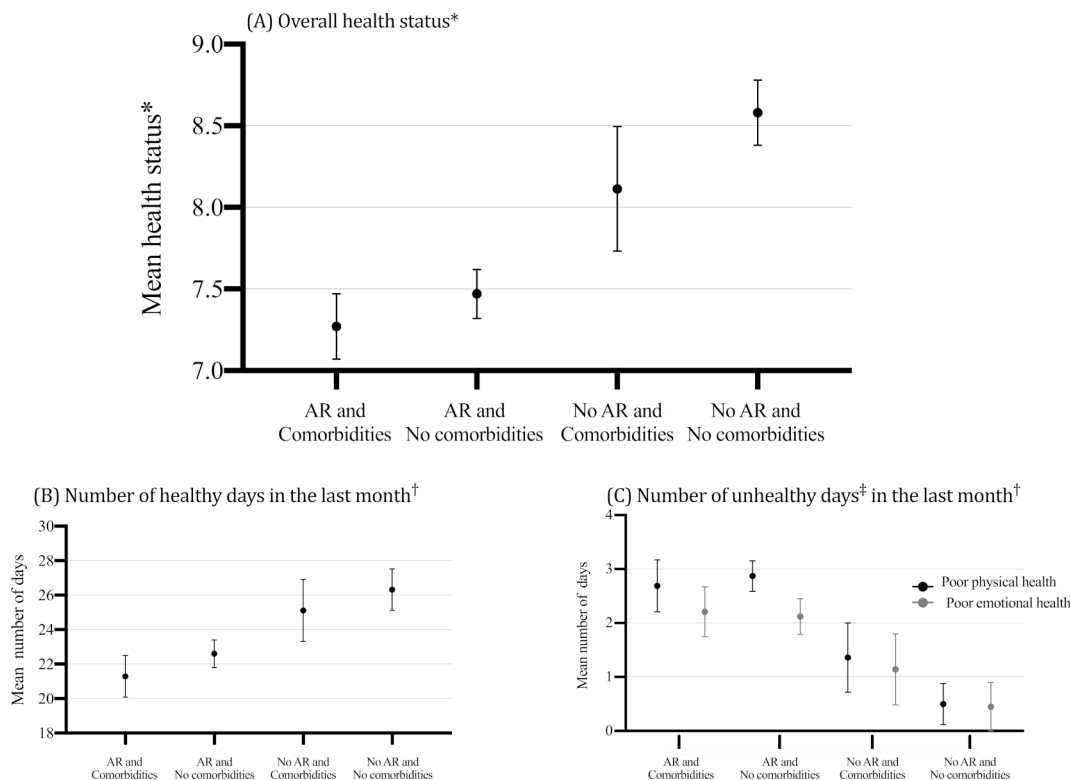 (A) Overall health status*
Mean health status*
9.0
8.5
8.0
7.5
7.0
AR and
Comorbidities
AR and
No comorbidities
No AR and
Comorbidities
No AR and
No comorbidities
(B) Number of healthy days in the last month†
Mean number of days
30
28
26
24
22
20
18
AR and
Comorbidities
AR and
No comorbidities
No AR and
Comorbidities
No AR and
No comorbidities
(C) Number of unhealthy days‡ in the last month†
Mean number of days
4
3
2
1
0
Poor physical health
Poor emotional health
AR and
Comorbidities
AR and
No comorbidities
No AR and
Comorbidities
No AR and
No comorbidities